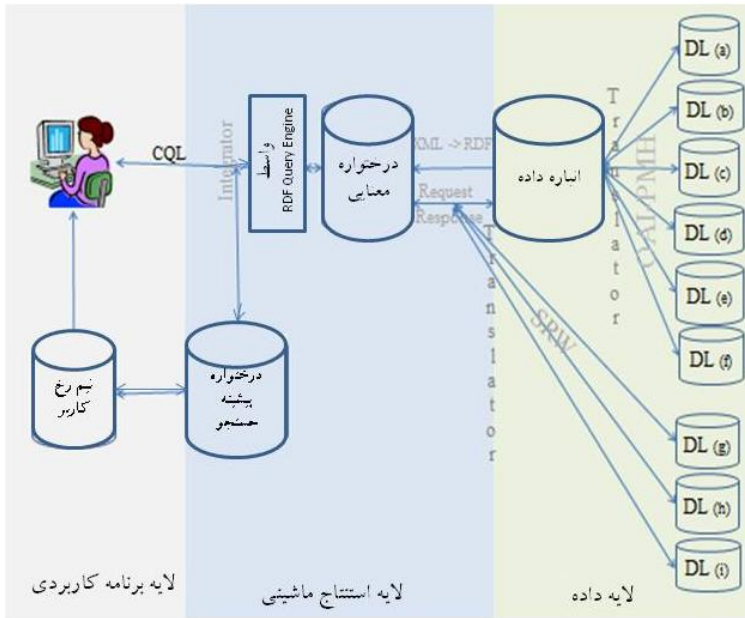 DL (a)
DL (b)
DL (c)
DL (d)
DL (e)
DL (f)
DL (g)
DL (h)
DL (i)
OAI,PMH
Translator
انباره داده
XML -> RDF
Request
Response
Translator
SRW
درختواره
معنایی
واسط
RDF Query Engine
Integrator
CQL
درختواره
پیشینه
جستجو
نیم رخ
کاربر
لایه داده
لایه استنتاج ماشینی
لایه برنامه کاربردی